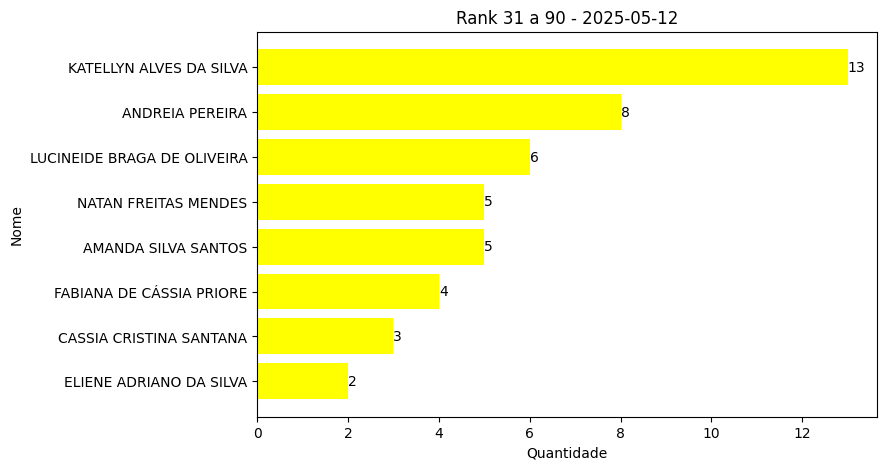 Rank 31 a 90 - 2025-05-12
KATELLYN ALVES DA SILVA 13
ANDREIA PEREIRA 8
LUCINEIDE BRAGA DE OLIVEIRA 6
NATAN FREITAS MENDES 5
AMANDA SILVA SANTOS 5
FABIANA DE CÁSSIA PRIORE 4
CASSIA CRISTINA SANTANA 3
ELIENE ADRIANO DA SILVA 2
Nome
0 2 4 6 8 10 12
Quantidade